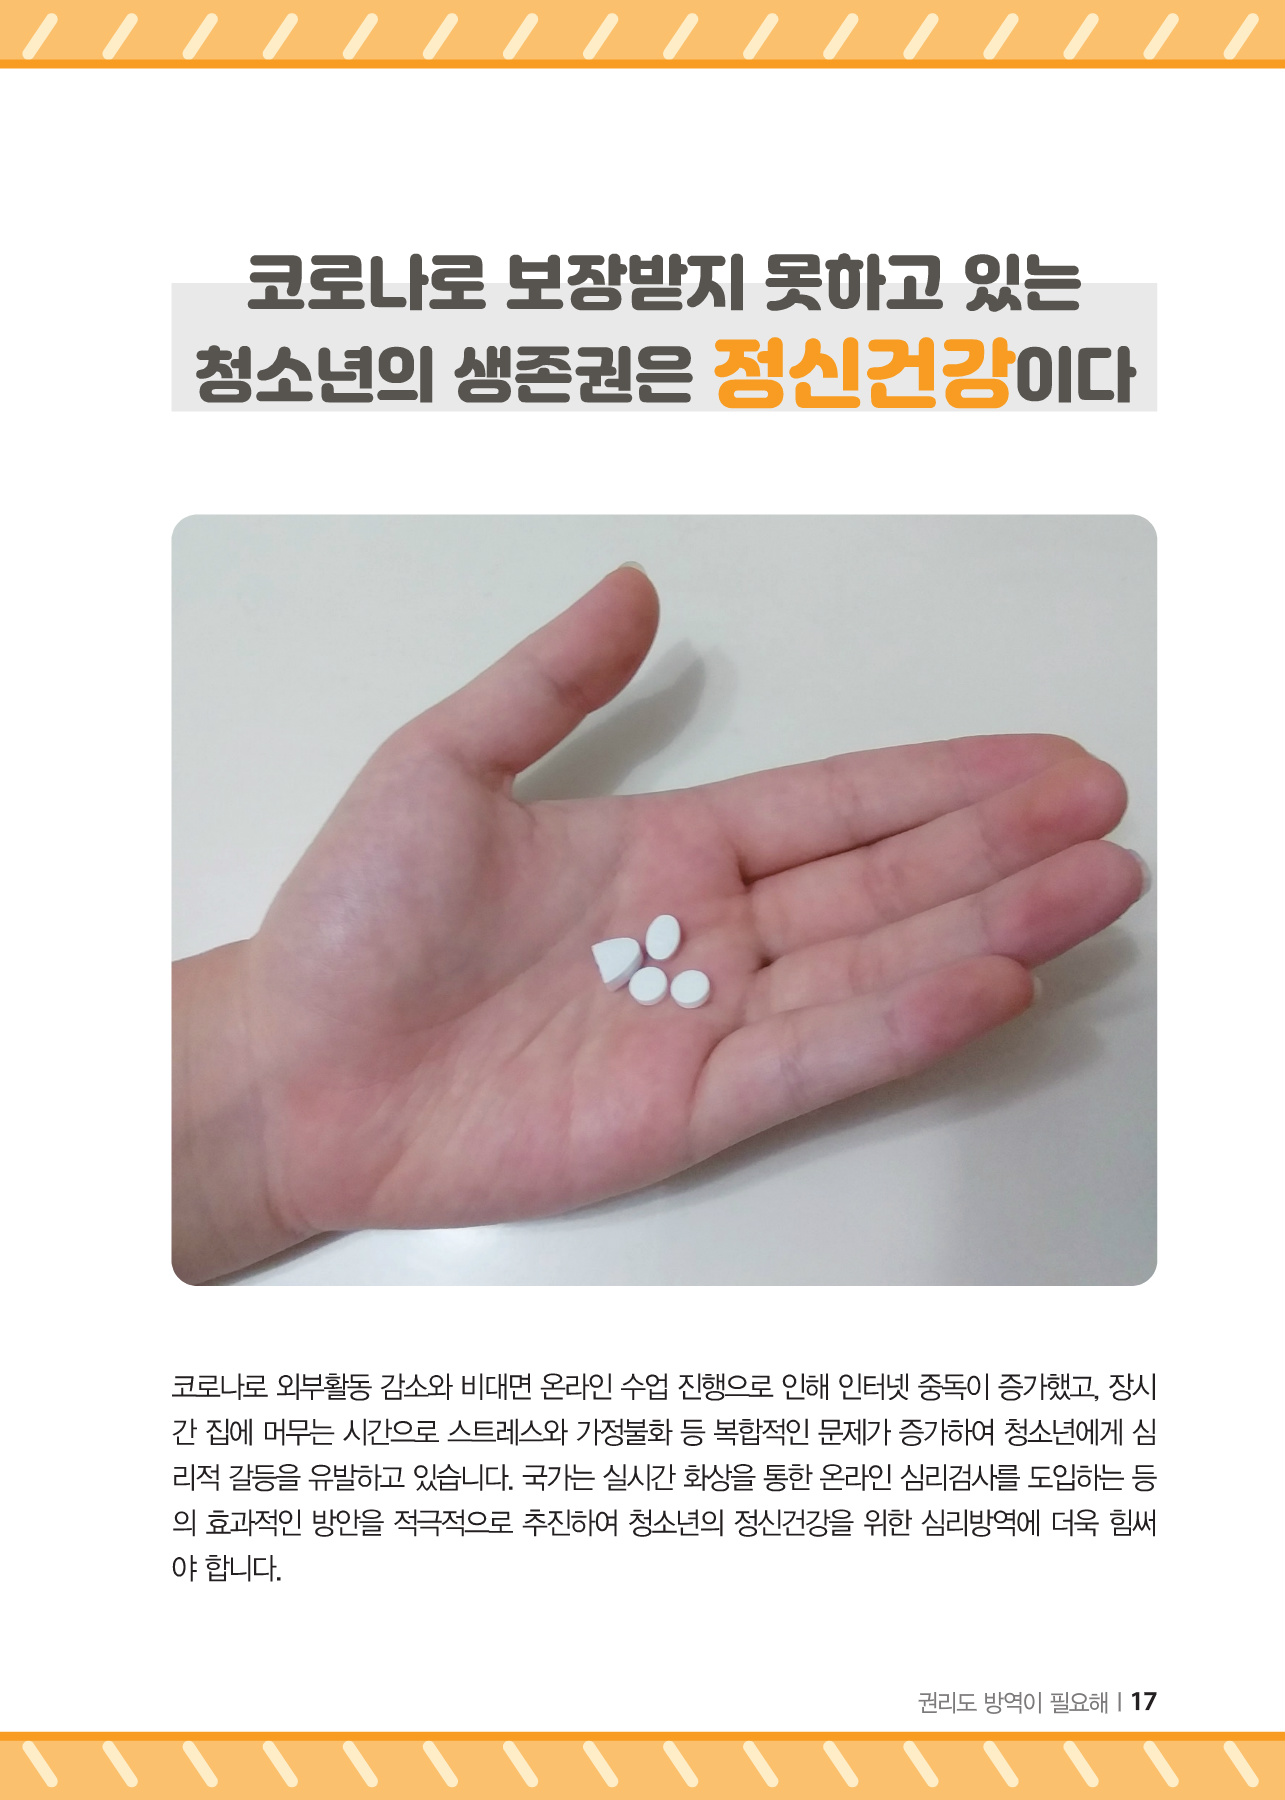 코로나로 보장받지 못하고 있는
청소년의 생존권은 정신건강이다
코로나로 외부활동 감소와 비대면 온라인 수업 진행으로 인해 인터넷 중독이 증가했고, 장시
간 집에 머무는 시간으로 스트레스와 가정불화 등 복합적인 문제가 증가하여 청소년에게 심
리적 갈등을 유발하고 있습니다. 국가는 실시간 화상을 통한 온라인 심리검사를 도입하는 등
의 효과적인 방안을 적극적으로 추진하여 청소년의 정신건강을 위한 심리방역에 더욱 힘써
야 합니다.
권리도 방역이 필요해 | 17